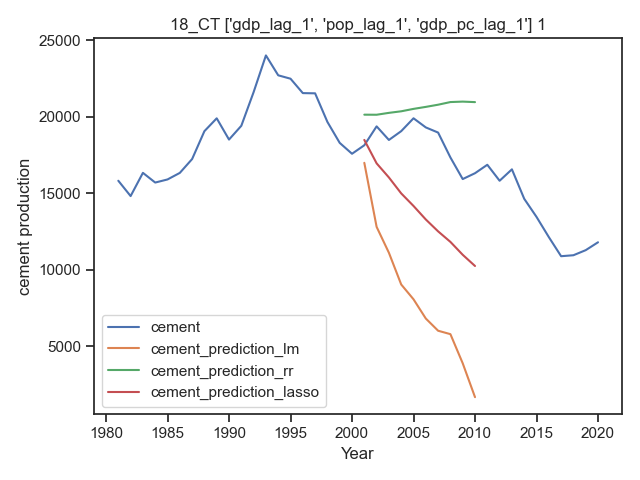 18_CT ['gdp_lag_1', 'pop_lag_1', 'gdp_pc_lag_1'] 1
25000
20000
15000
10000
5000
cement production
cement
cement_prediction_lm
cement_prediction_rr
cement_prediction_lasso
1980 1985 1990 1995 2000 2005 2010 2015 2020
Year